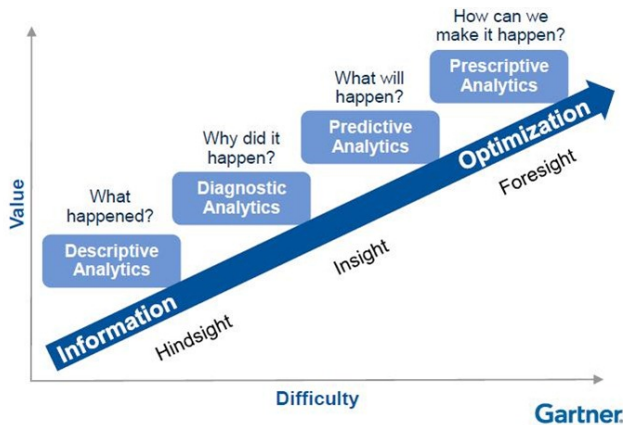 How can we
make it happen?
Prescriptive
Analytics
What will
happen?
Predictive
Analytics
Why did it
happen?
Diagnostic
Analytics
What
happened?
Descriptive
Analytics
Value
Information
Optimization
Hindsight
Insight
Foresight
Difficulty
Gartner